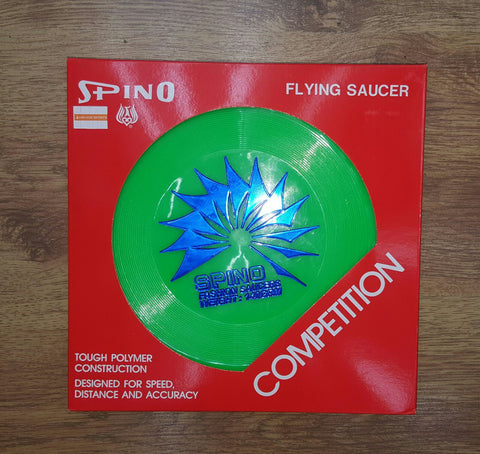 SPINO
FLYING SAUCER
SPINO
COMPETITION
TOUGH POLYMER
CONSTRUCTION
DESIGNED FOR SPEED,
DISTANCE AND ACCURACY